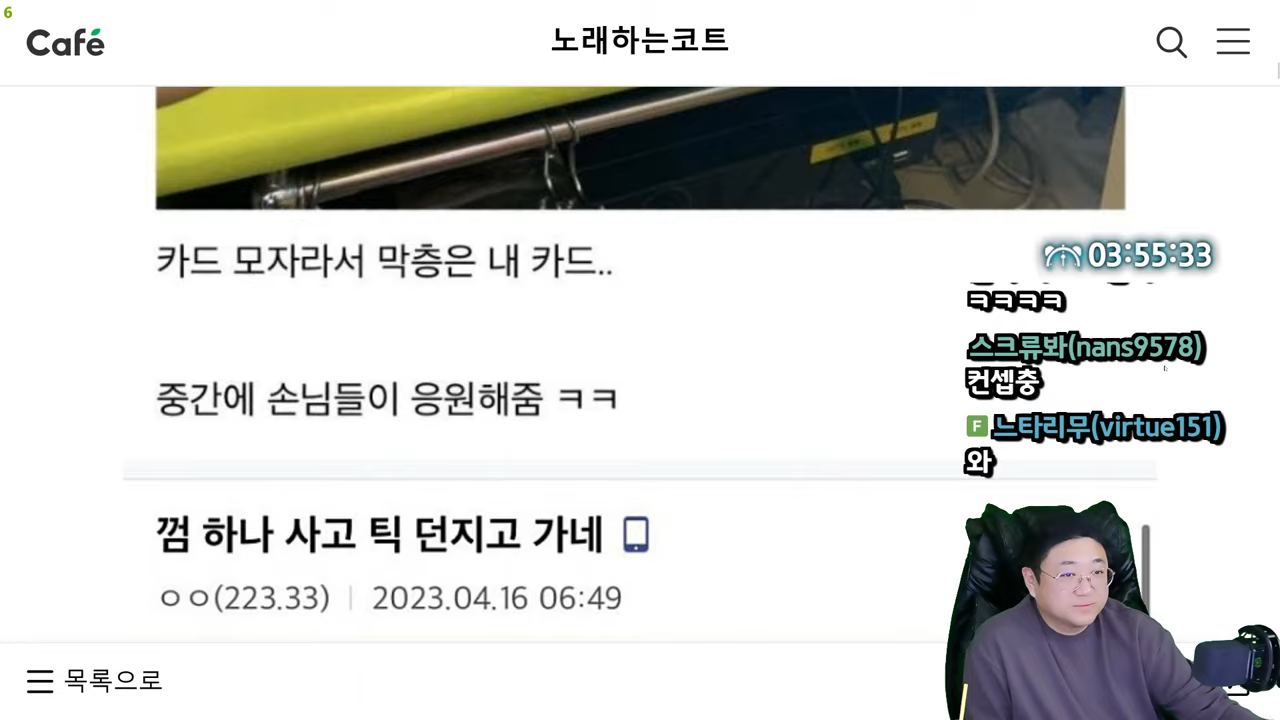 6
Café
노래하는코트
카드 모자라서 막층은 내 카드..
03:55:33
ㅋㅋㅋㅋ
스크류봐(nans9578)
컨셉충
중간에 손님들이 응원해줌 ㅋㅋ
F 느타리무(virtue151)
와
껌 하나 사고 틱 던지고 가네
ㅇㅇ(223.33) | 2023.04.16 06:49
목록으로